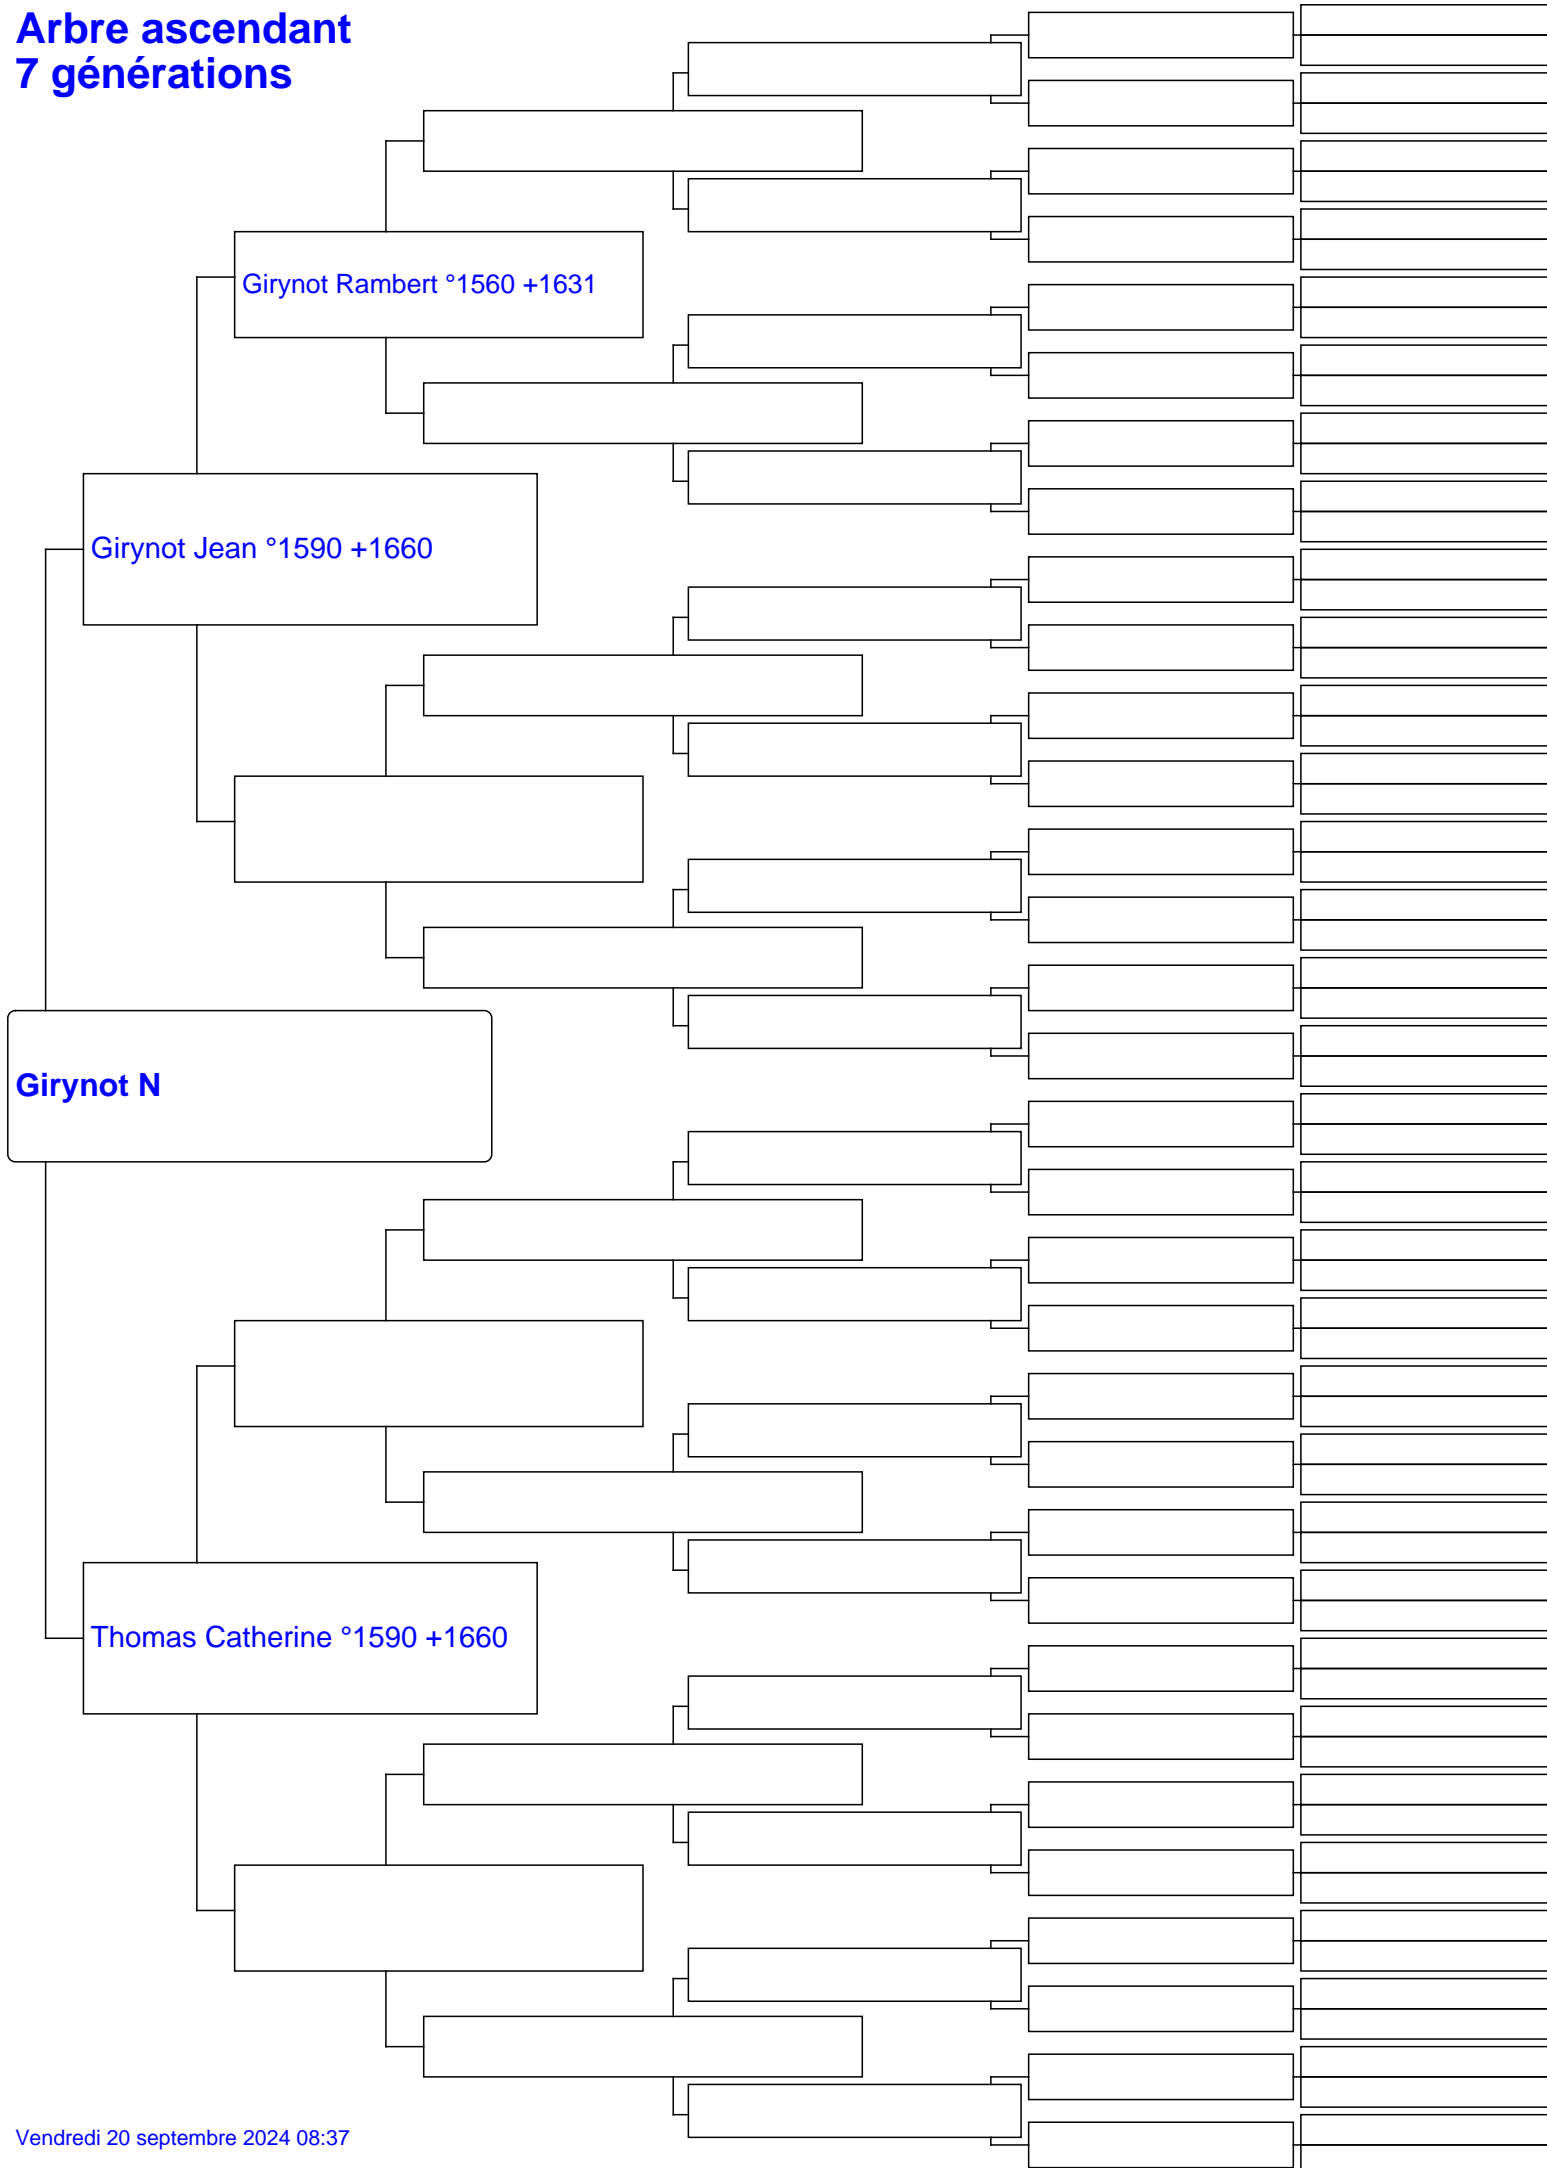 Arbre ascendant
7 générations
Girynot Rambert °1560 +1631
Girynot Jean °1590 +1660
Girynot N
Thomas Catherine °1590 +1660
Vendredi 20 septembre 2024 08:37